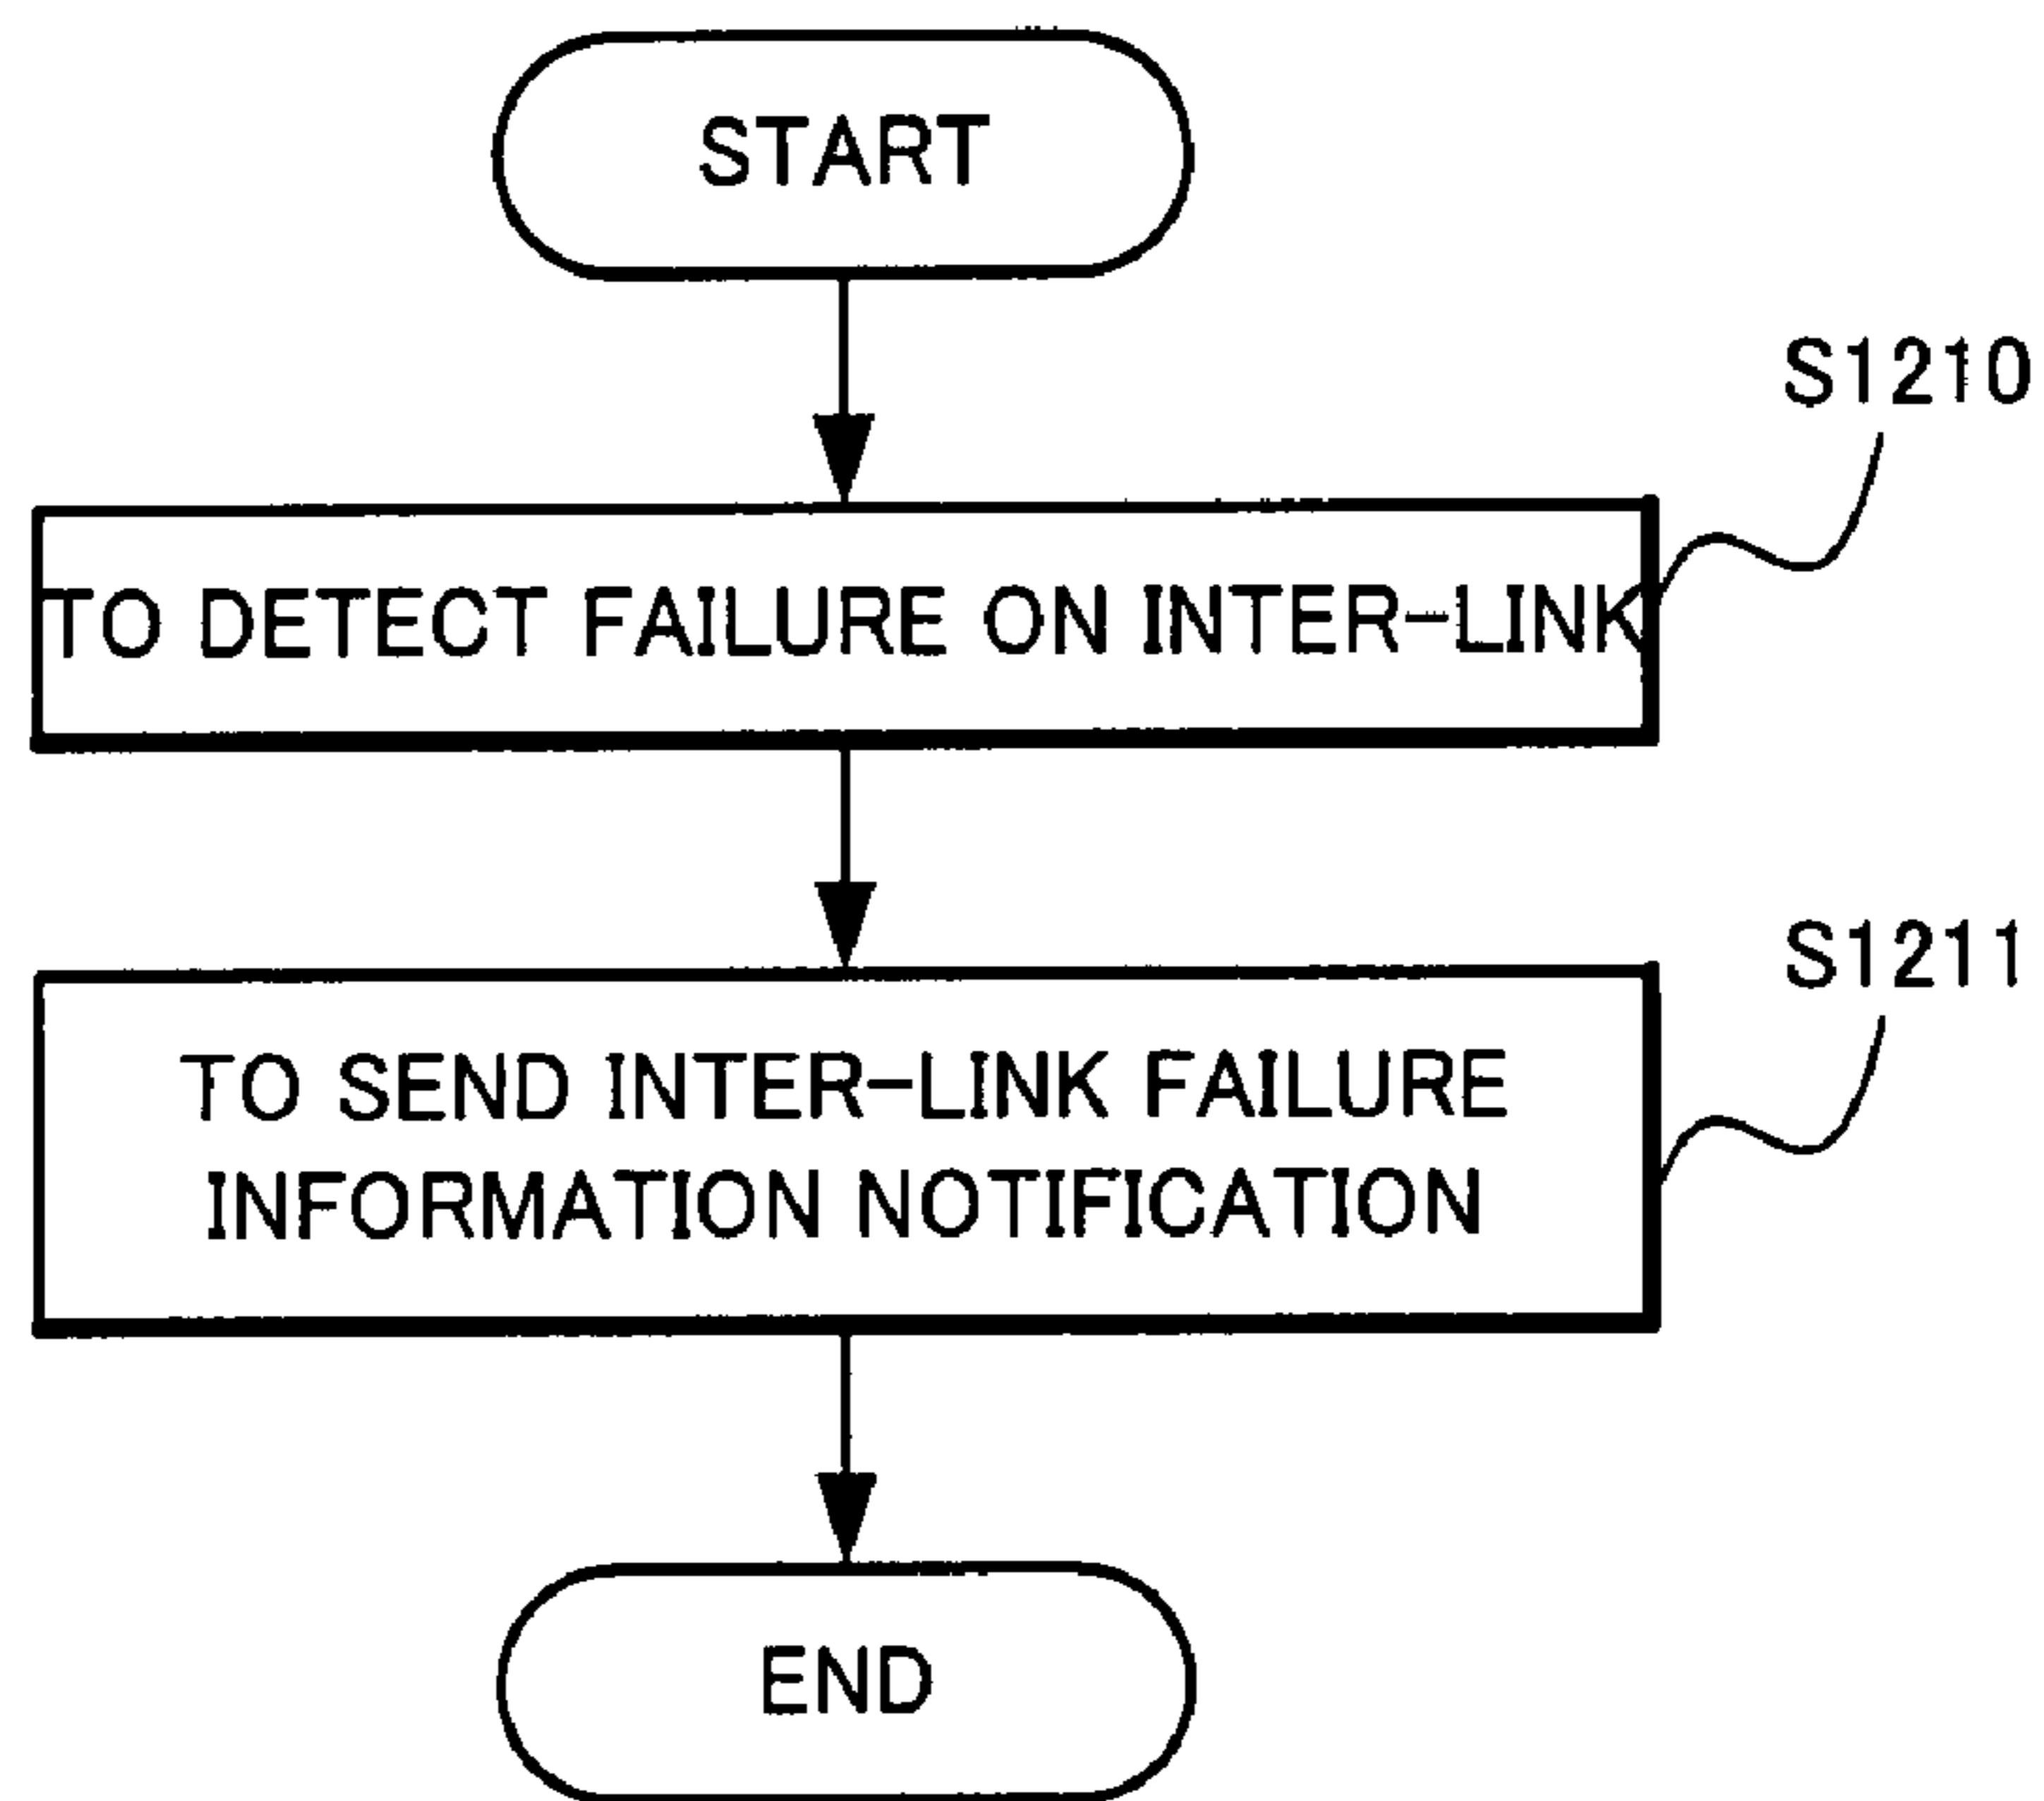 START
S1210
TO DETECT FAILURE ON INTER-LINK
S1211
TO SEND INTER-LINK FAILURE
INFORMATION NOTIFICATION
END